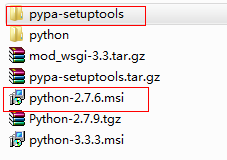 pypa-setuptools
python
mod_wsgi-3.3.tar.gz
pypa-setuptools.tar.gz
python-2.7.6.msi
Python-2.7.9.tgz
python-3.3.3.msi